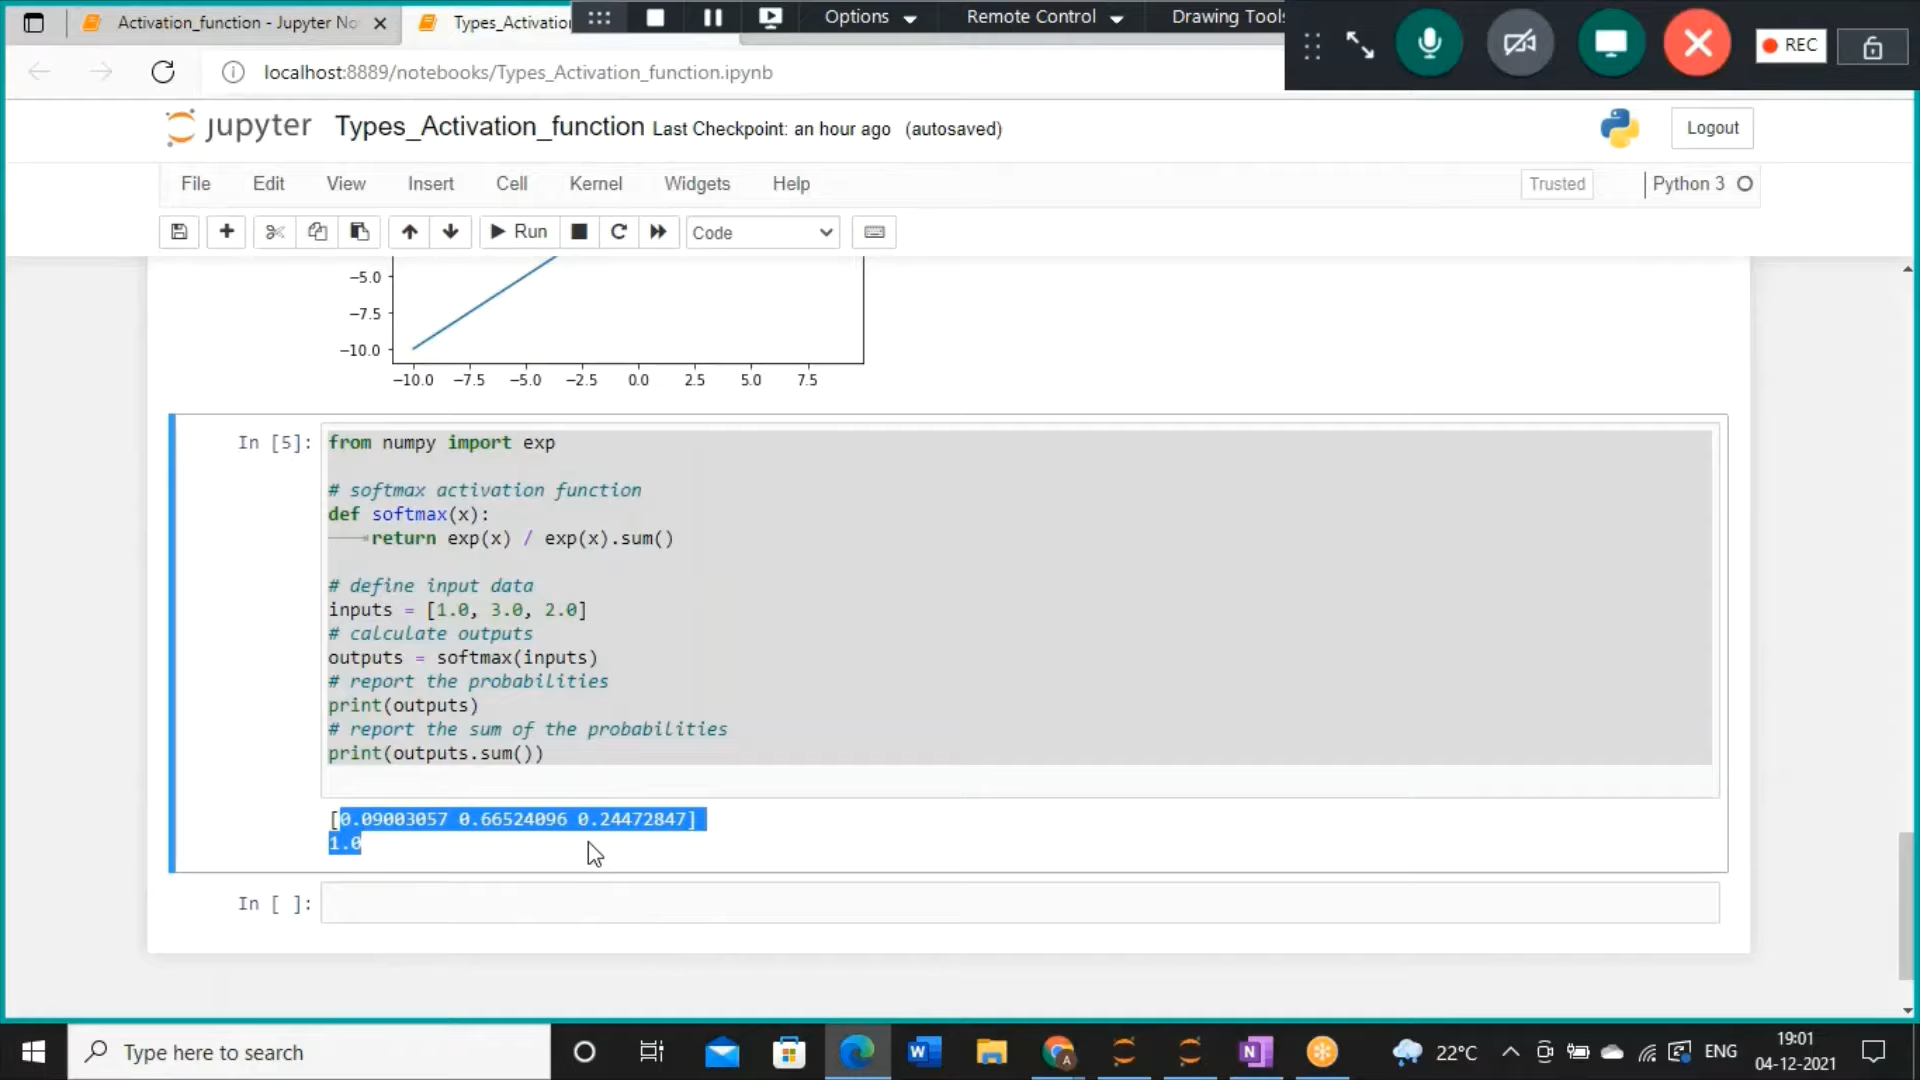 Activation_function - Jupyter No
Types_Activation
Options
Remote Control
Drawing Tools
REC
localhost:8889/notebooks/Types_Activation_function.ipynb
jupyter
Types_Activation_function Last Checkpoint: an hour ago (autosaved)
Logout
File Edit View Insert Cell Kernel Widgets Help
Trusted
Python 3
Run
Code
−5.0
−7.5
−10.0
−10.0 −7.5 −5.0 −2.5 0.0 2.5 5.0 7.5
In [5]:
from numpy import exp
# softmax activation function
def softmax(x):
return exp(x) / exp(x).sum()
# define input data
inputs = [1.0, 3.0, 2.0]
# calculate outputs
outputs = softmax(inputs)
# report the probabilities
print(outputs)
# report the sum of the probabilities
print(outputs.sum())
[0.09003057 0.66524096 0.24472847]
1.0
In [ ]:
Type here to search
22°C
ENG
19:01
04-12-2021